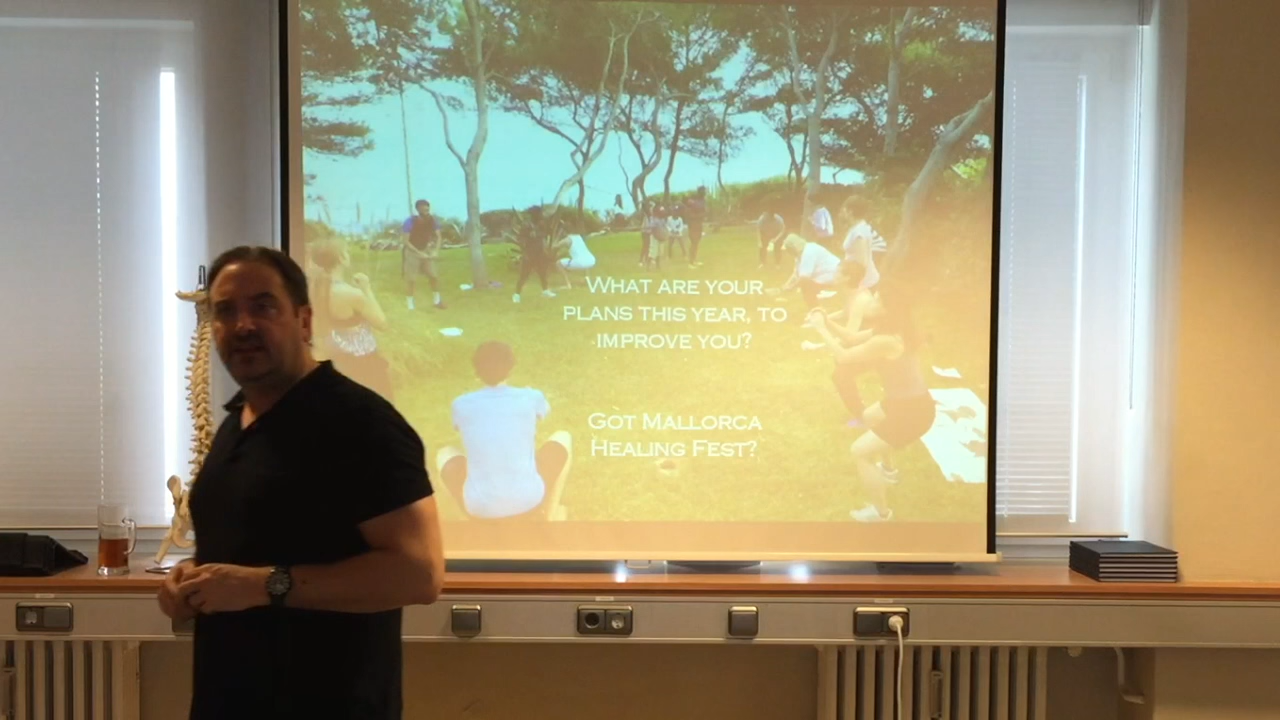 WHAT ARE YOUR
PLANS THIS YEAR, TO
IMPROVE YOU?
GOT MALLORCA
HEALING FEST?